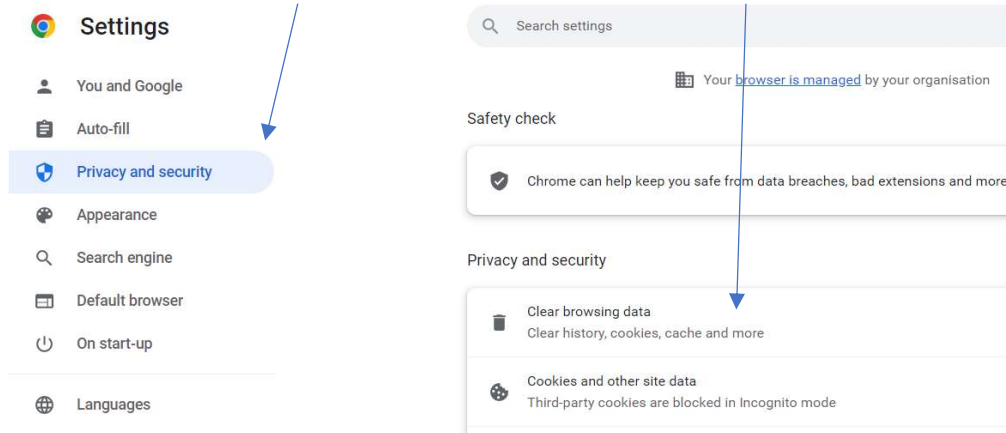 Settings
You and Google
Auto-fill
Privacy and security
Appearance
Search engine
Default browser
On start-up
Languages
Search settings
Your browser is managed by your organisation
Safety check
Chrome can help keep you safe from data breaches, bad extensions and more
Privacy and security
Clear browsing data
Clear history, cookies, cache and more
Cookies and other site data
Third-party cookies are blocked in Incognito mode